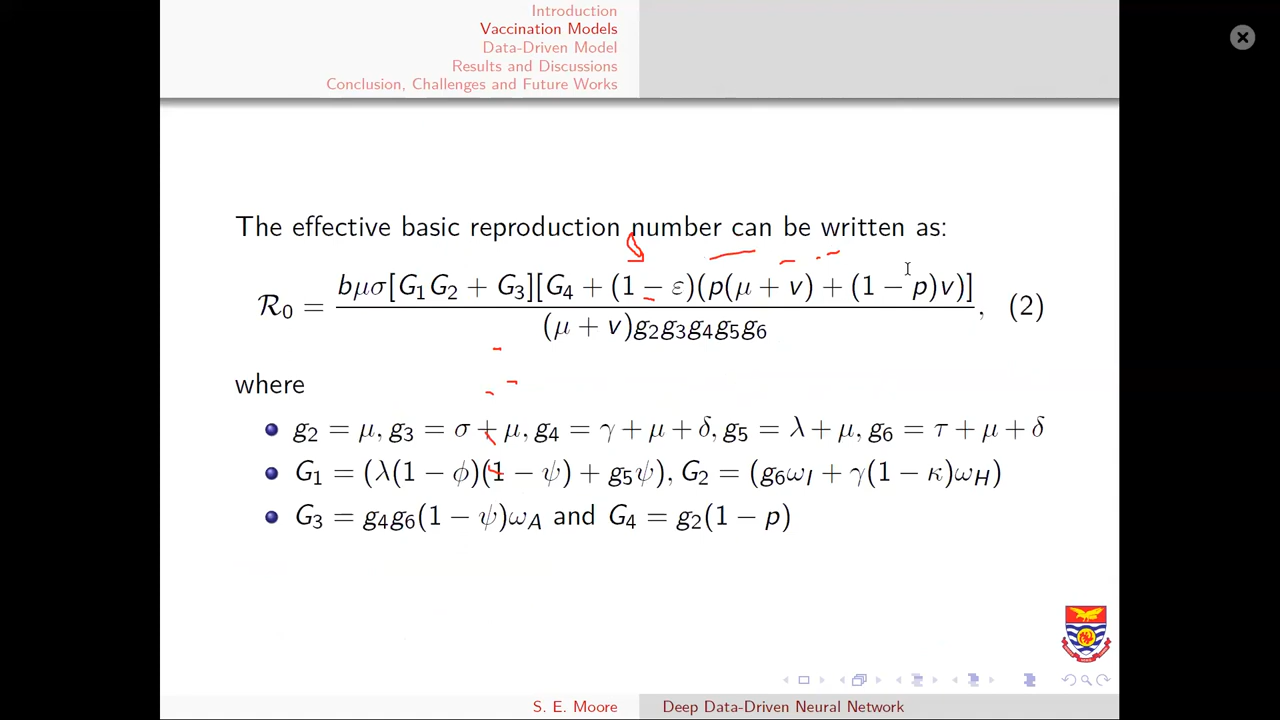 Introduction
Vaccination Models
Data-Driven Model
Results and Discussions
Conclusion, Challenges and Future Works
The effective basic reproduction number can be written as:
R₀ = bμσ[G₁G₂ + G₃][G₄ + (1 − ε)(p(μ + v) + (1 − p)v)] / (μ + v)g₂g₃g₄g₅g₆, (2)
where
g₂ = μ, g₃ = σ + μ, g₄ = γ + μ + δ, g₅ = λ + μ, g₆ = τ + μ + δ
G₁ = (λ(1 − ϕ)(1 − ψ) + g₅ψ), G₂ = (g₆ω_I + γ(1 − κ)ω_H)
G₃ = g₄g₆(1 − ψ)ω_A and G₄ = g₂(1 − p)
S. E. Moore
Deep Data-Driven Neural Network